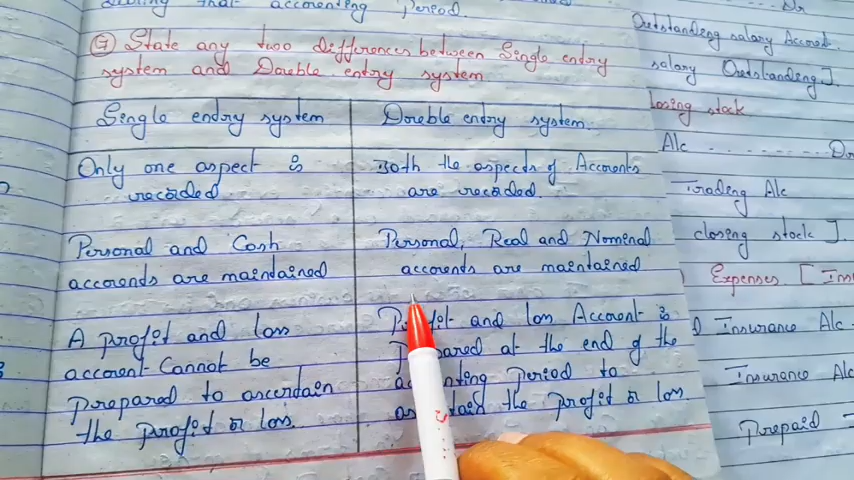 during that accounting period.
7 State any two differences between Single entry
system and Double entry system
Single entry system
Only one aspect is
recorded
Personal and Cash
accounts are maintained
A profit and loss
account Cannot be
prepared to ascertain
the profit or loss.
Double entry system.
Both the aspects of Accounts
are recorded.
Personal, Real and Nominal
accounts are maintained
Profit and loss Account is
at the end of the
period to
the profit or loss.
Dr
Outstanding salary Account
salary Outstanding].
closing stock
A/c ........... Dr
Trading A/c
closing stock ].
Expenses. [
Insurance A/c
Insurance A/c
Prepaid